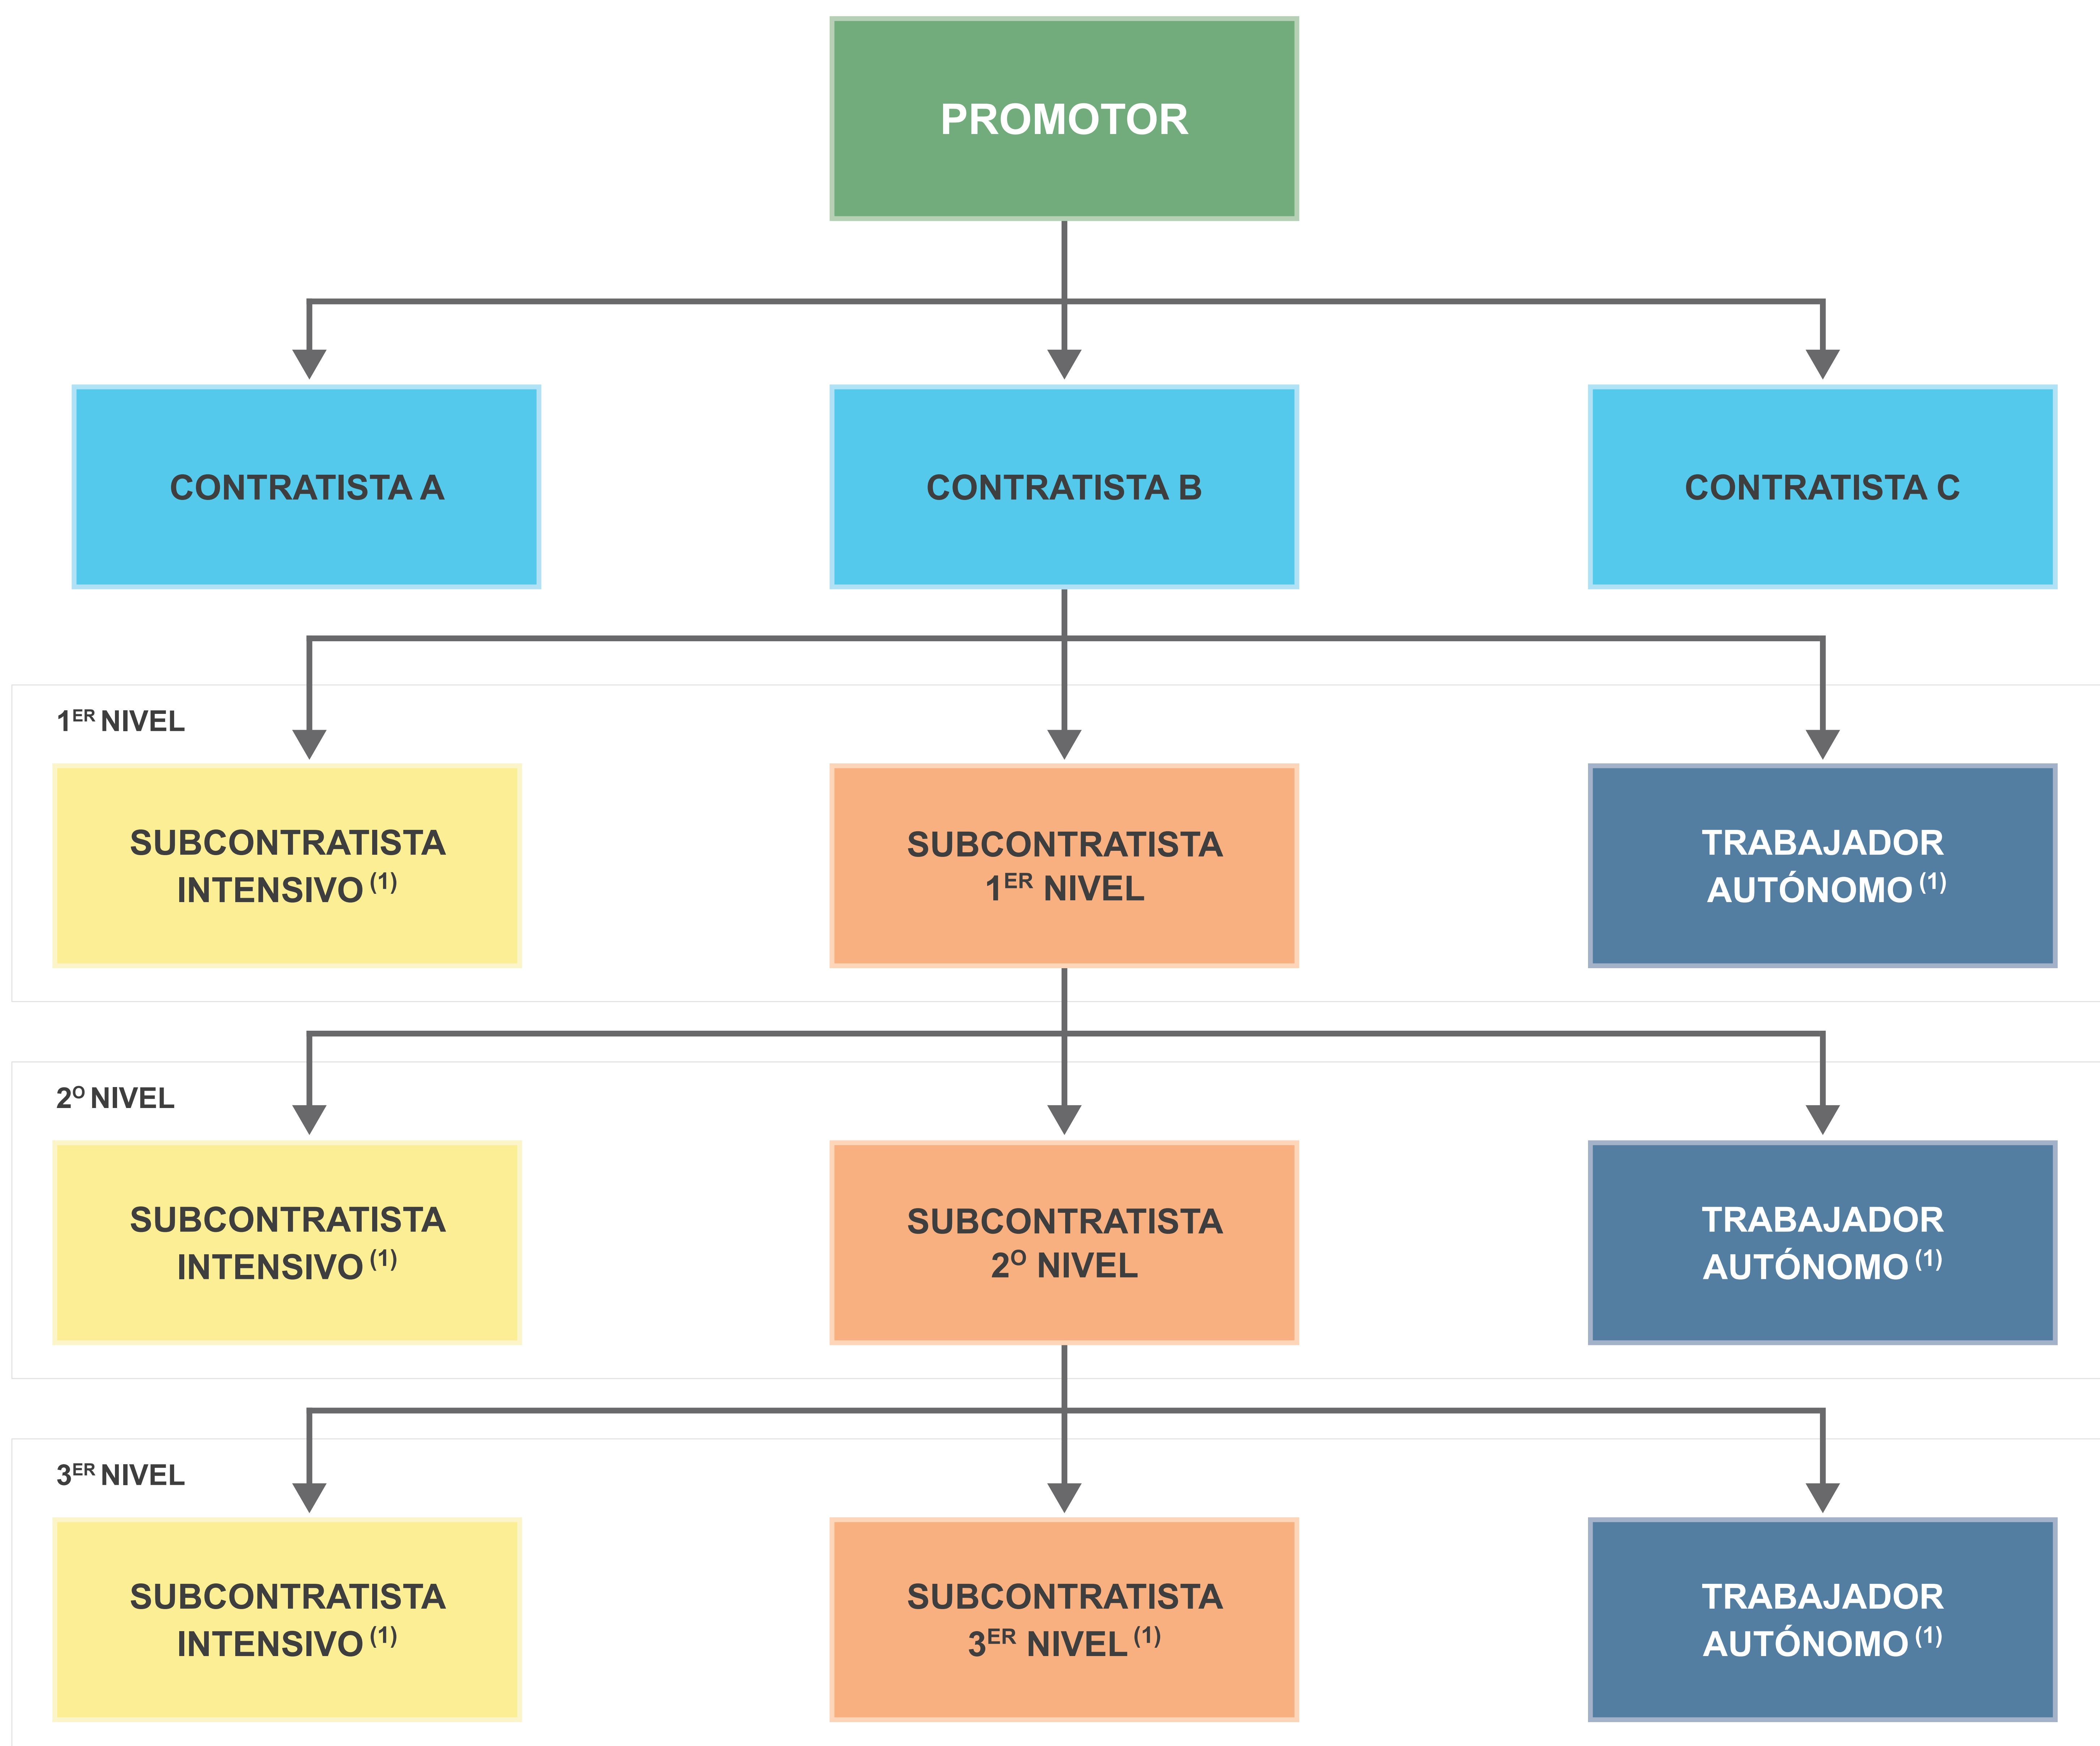 PROMOTOR
CONTRATISTA A
CONTRATISTA B
CONTRATISTA C
1ER NIVEL
SUBCONTRATISTA
INTENSIVO (1)
SUBCONTRATISTA
1ER NIVEL
TRABAJADOR
AUTÓNOMO (1)
2O NIVEL
SUBCONTRATISTA
INTENSIVO (1)
SUBCONTRATISTA
2O NIVEL
TRABAJADOR
AUTÓNOMO (1)
3ER NIVEL
SUBCONTRATISTA
INTENSIVO (1)
SUBCONTRATISTA
3ER NIVEL (1)
TRABAJADOR
AUTÓNOMO (1)